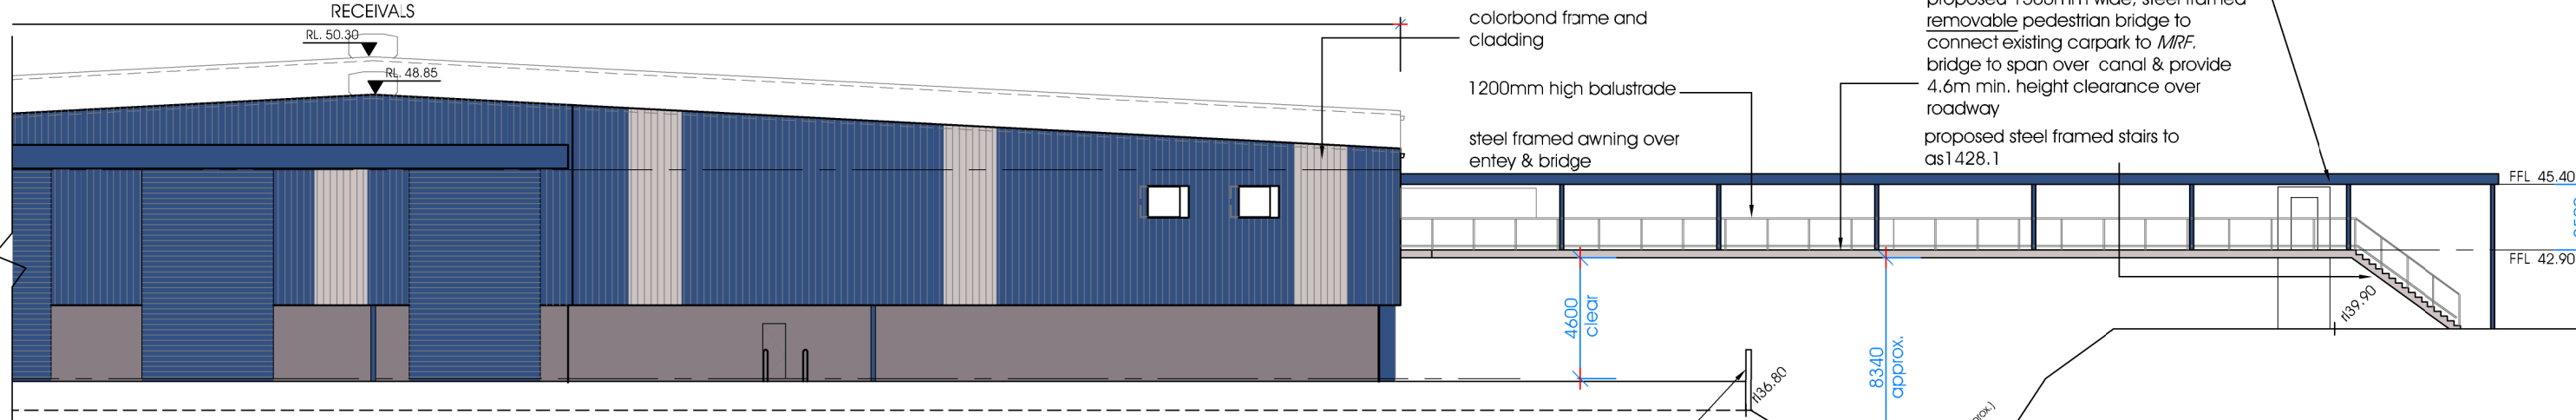 RECEIVALS
RL. 50.30
RL. 48.85
colorbond frame and
cladding
1200mm high balustrade
steel framed awning over
entey & bridge
removable pedestrian bridge to
connect existing carpark to MRF.
bridge to span over canal & provide
4.6m min. height clearance over
roadway
proposed steel framed stairs to
as1428.1
FFL 45.40
FFL 42.90
rl39.90
4600
clear
8340
approx.
rl36.80